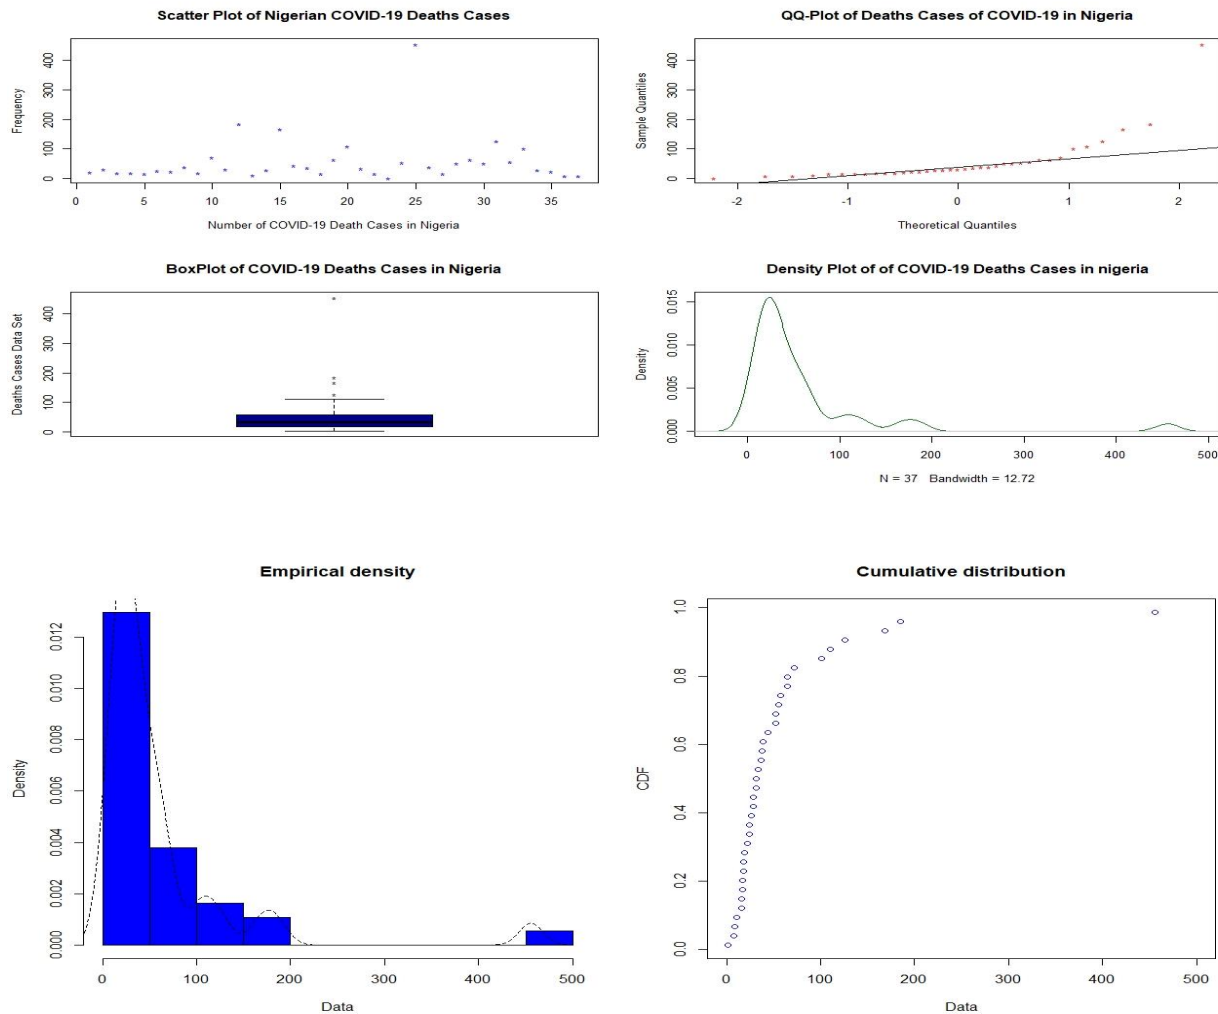 Scatter Plot of Nigerian COVID-19 Deaths Cases
Frequency
0 100 200 300 400
0 5 10 15 20 25 30 35
Number of COVID-19 Death Cases in Nigeria
QQ-Plot of Deaths Cases of COVID-19 in Nigeria
Sample Quantiles
0 100 200 300 400
-2 -1 0 1 2
Theoretical Quantiles
BoxPlot of COVID-19 Deaths Cases in Nigeria
Deaths Cases Data Set
0 100 200 300 400
Density Plot of of COVID-19 Deaths Cases in nigeria
Density
0.000 0.005 0.010 0.015
0 100 200 300 400 500
N = 37 Bandwidth = 12.72
Empirical density
Density
0.000 0.002 0.004 0.006 0.008 0.010 0.012
0 100 200 300 400 500
Data
Cumulative distribution
CDF
0.0 0.2 0.4 0.6 0.8 1.0
0 100 200 300 400 500
Data